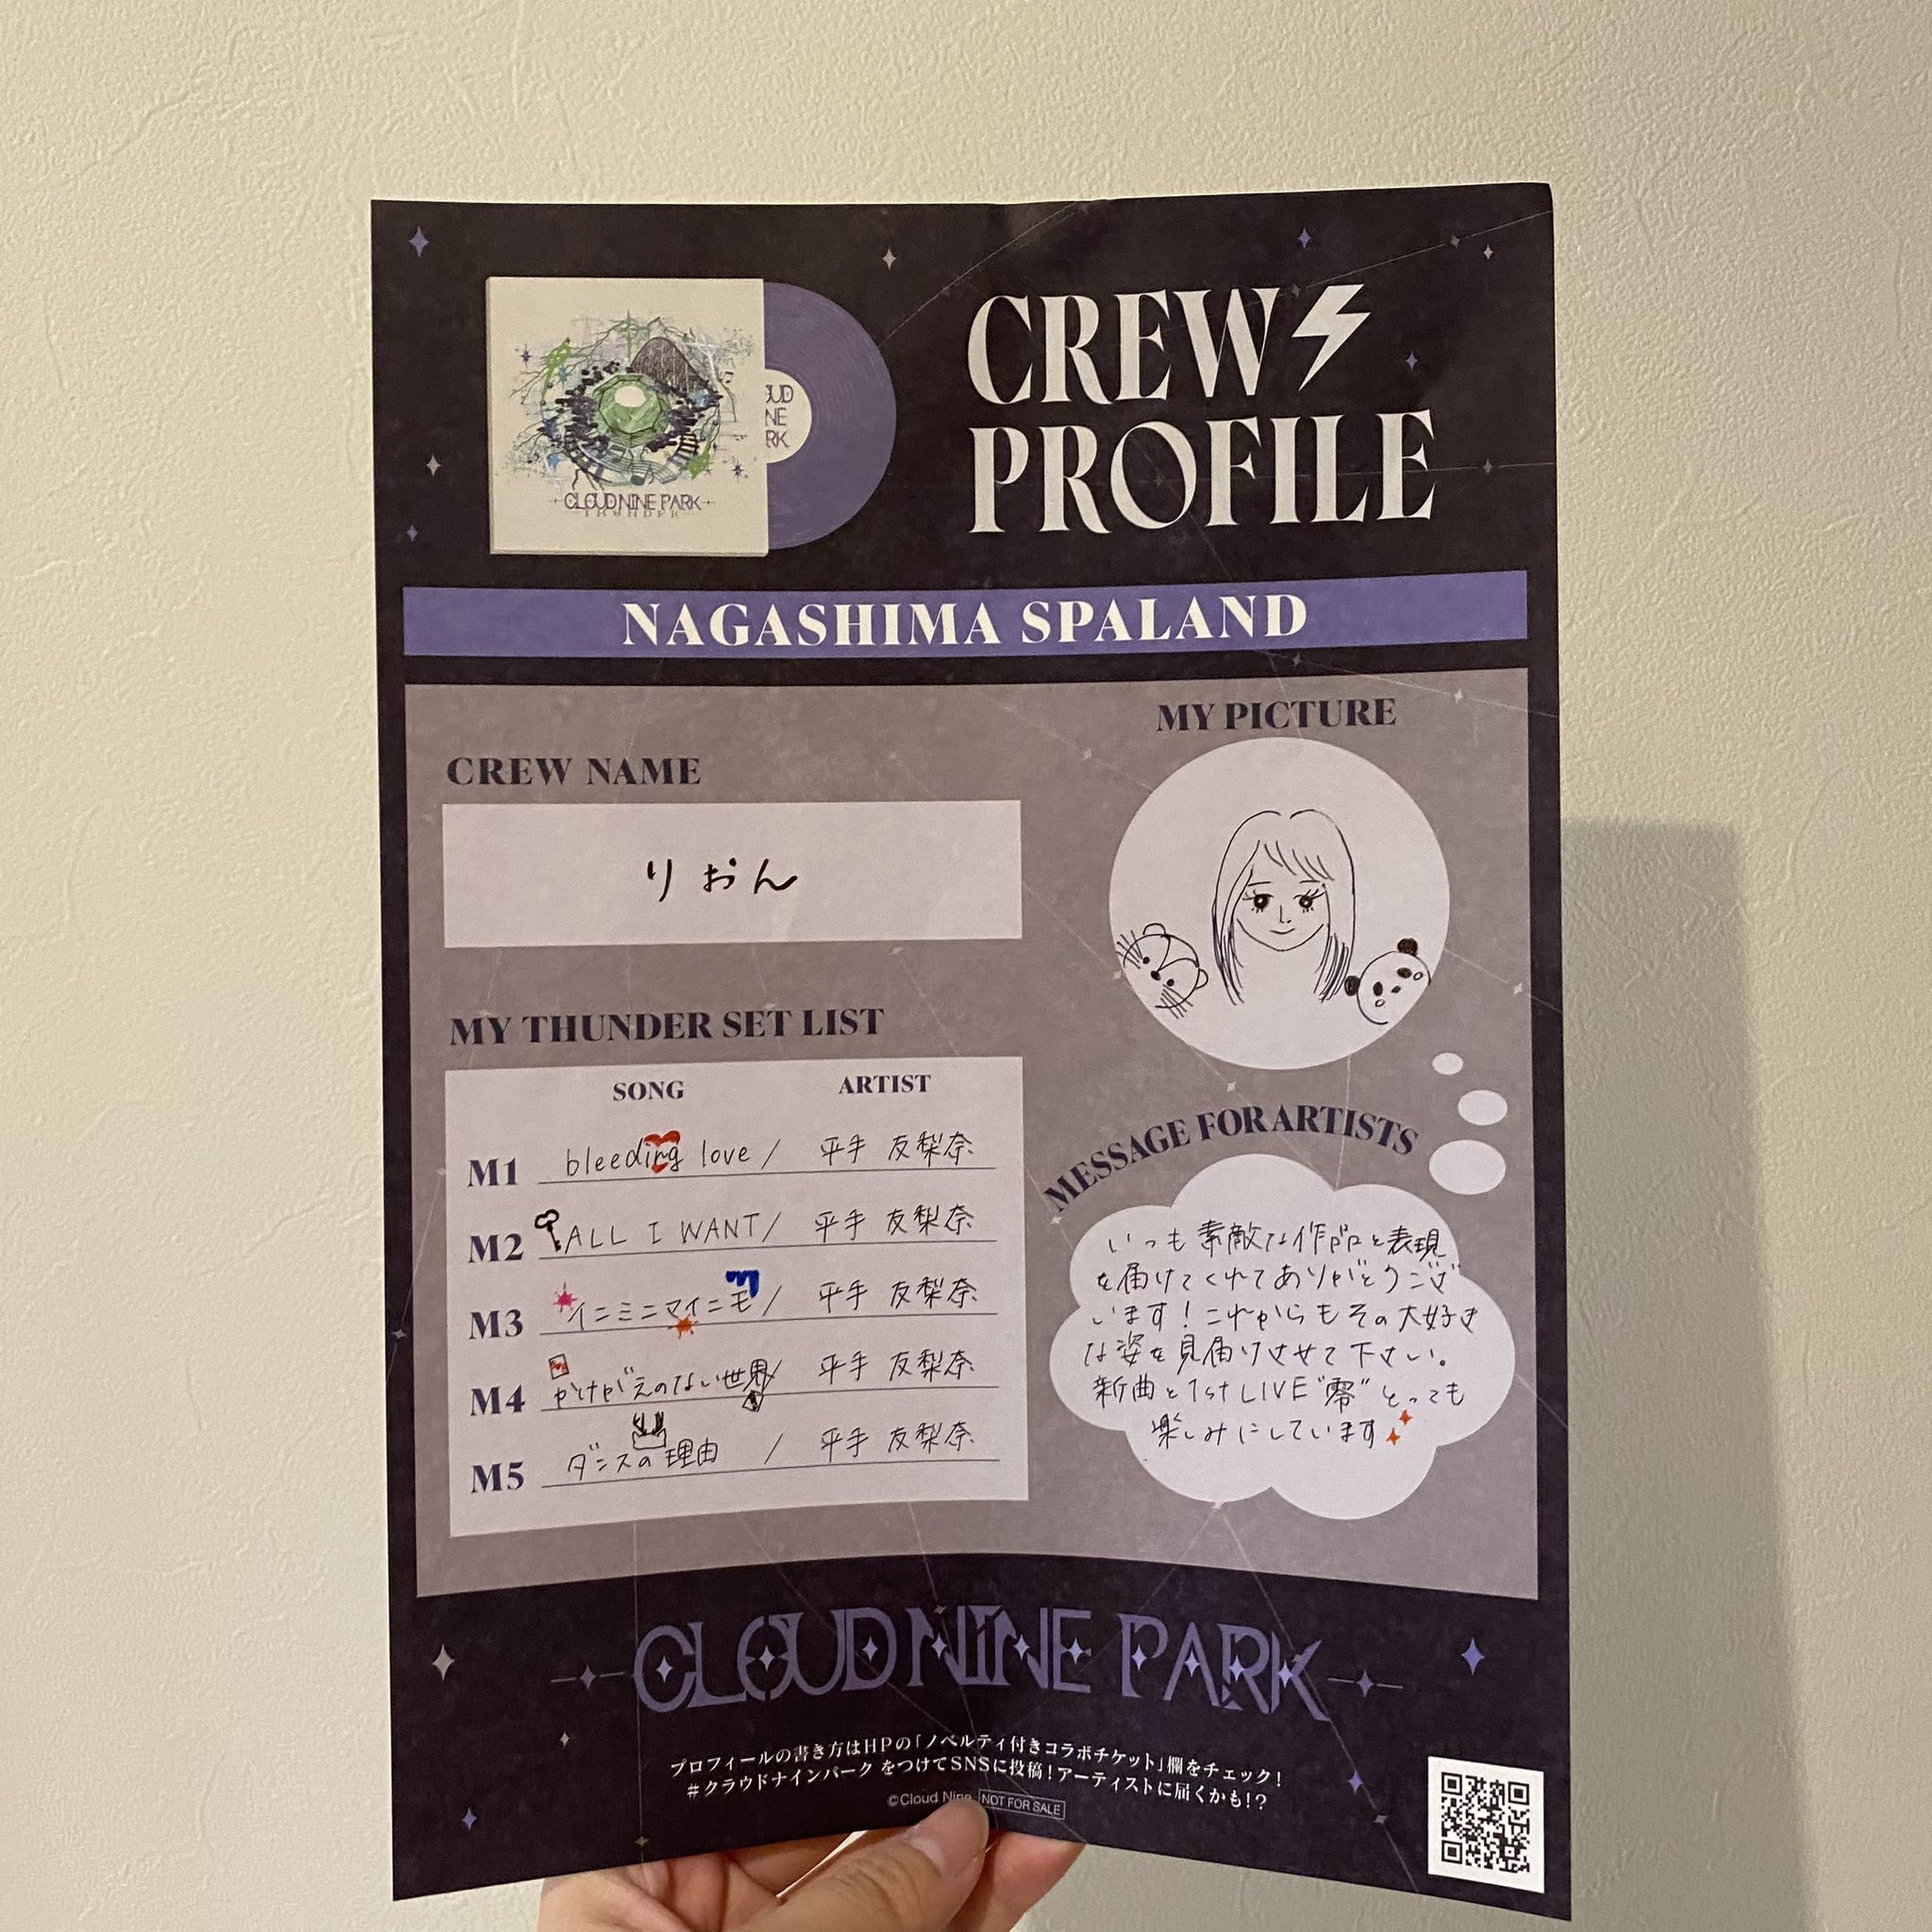 CREW
PROFILE
OUD
NE
RK
CLOUD NINE PARK
THUNDER
NAGASHIMA SPALAND
MY PICTURE
CREW NAME
りおん
MY THUNDER SET LIST
SONG ARTIST
M1 bleeding love / 平手 友梨奈
M2 ALL I WANT / 平手 友梨奈
M3 イニミニマイニモ / 平手 友梨奈
M4 かけがえのない世界 / 平手 友梨奈
M5 ダンスの理由 / 平手 友梨奈
MESSAGE FOR ARTISTS
いつも素敵な作品と表現
を届けてくれてありがとうござ
います!これからもその大好き
な姿を見届けさせて下さい。
新曲と1st LIVE "零" とっても
楽しみにしています
CLOUD NINE PARK
プロフィールの書き方はHPの「ノベルティ付きコラボチケット」欄をチェック!
#クラウドナインパーク をつけてSNSに投稿!アーティストに届くかも!?
©Cloud Nine NOT FOR SALE